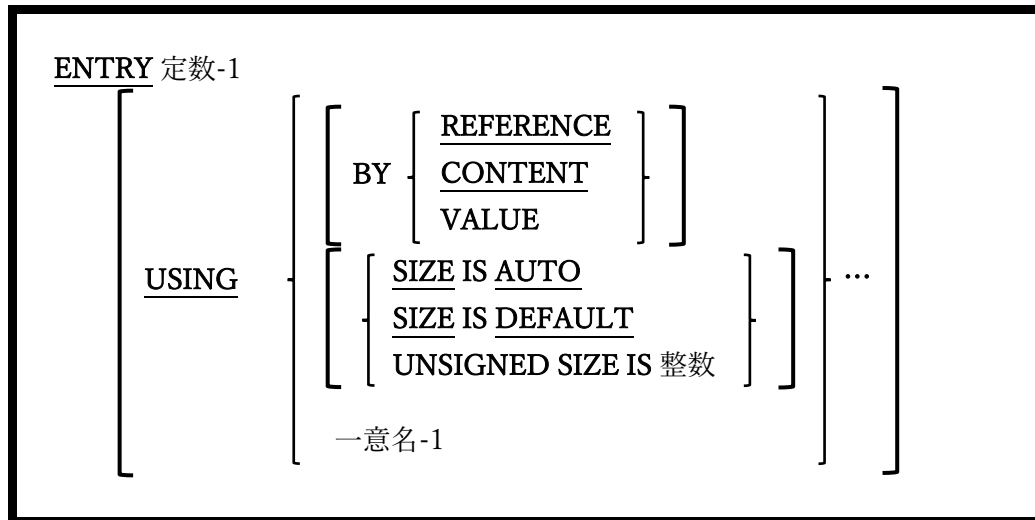 ENTRY 定数-1
REFERENCE
BY CONTENT
VALUE
SIZE IS AUTO
USING SIZE IS DEFAULT ...
UNSIGNED SIZE IS 整数
一意名-1